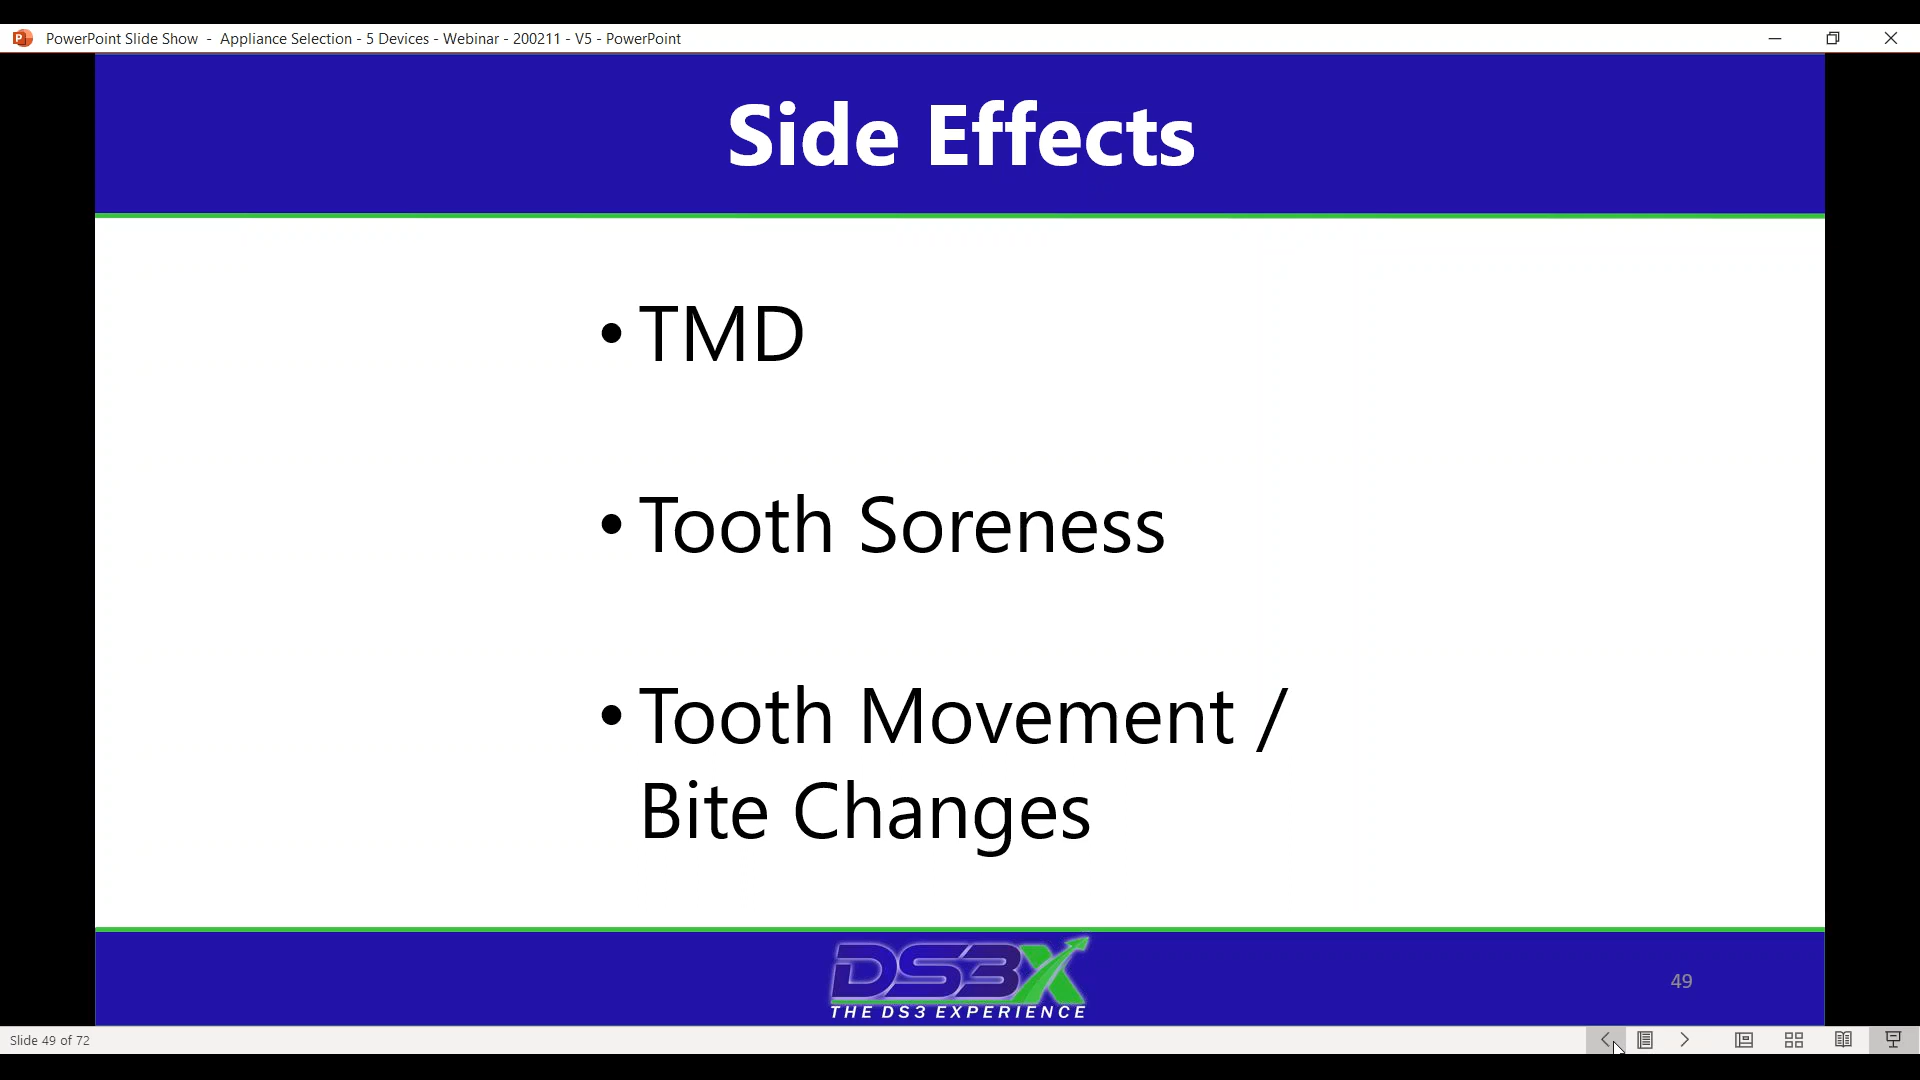 PowerPoint Slide Show - Appliance Selection - 5 Devices - Webinar - 200211 - V5 - PowerPoint
Side Effects
• TMD
• Tooth Soreness
• Tooth Movement /
Bite Changes
DS3X
THE DS3 EXPERIENCE
49
Slide 49 of 72